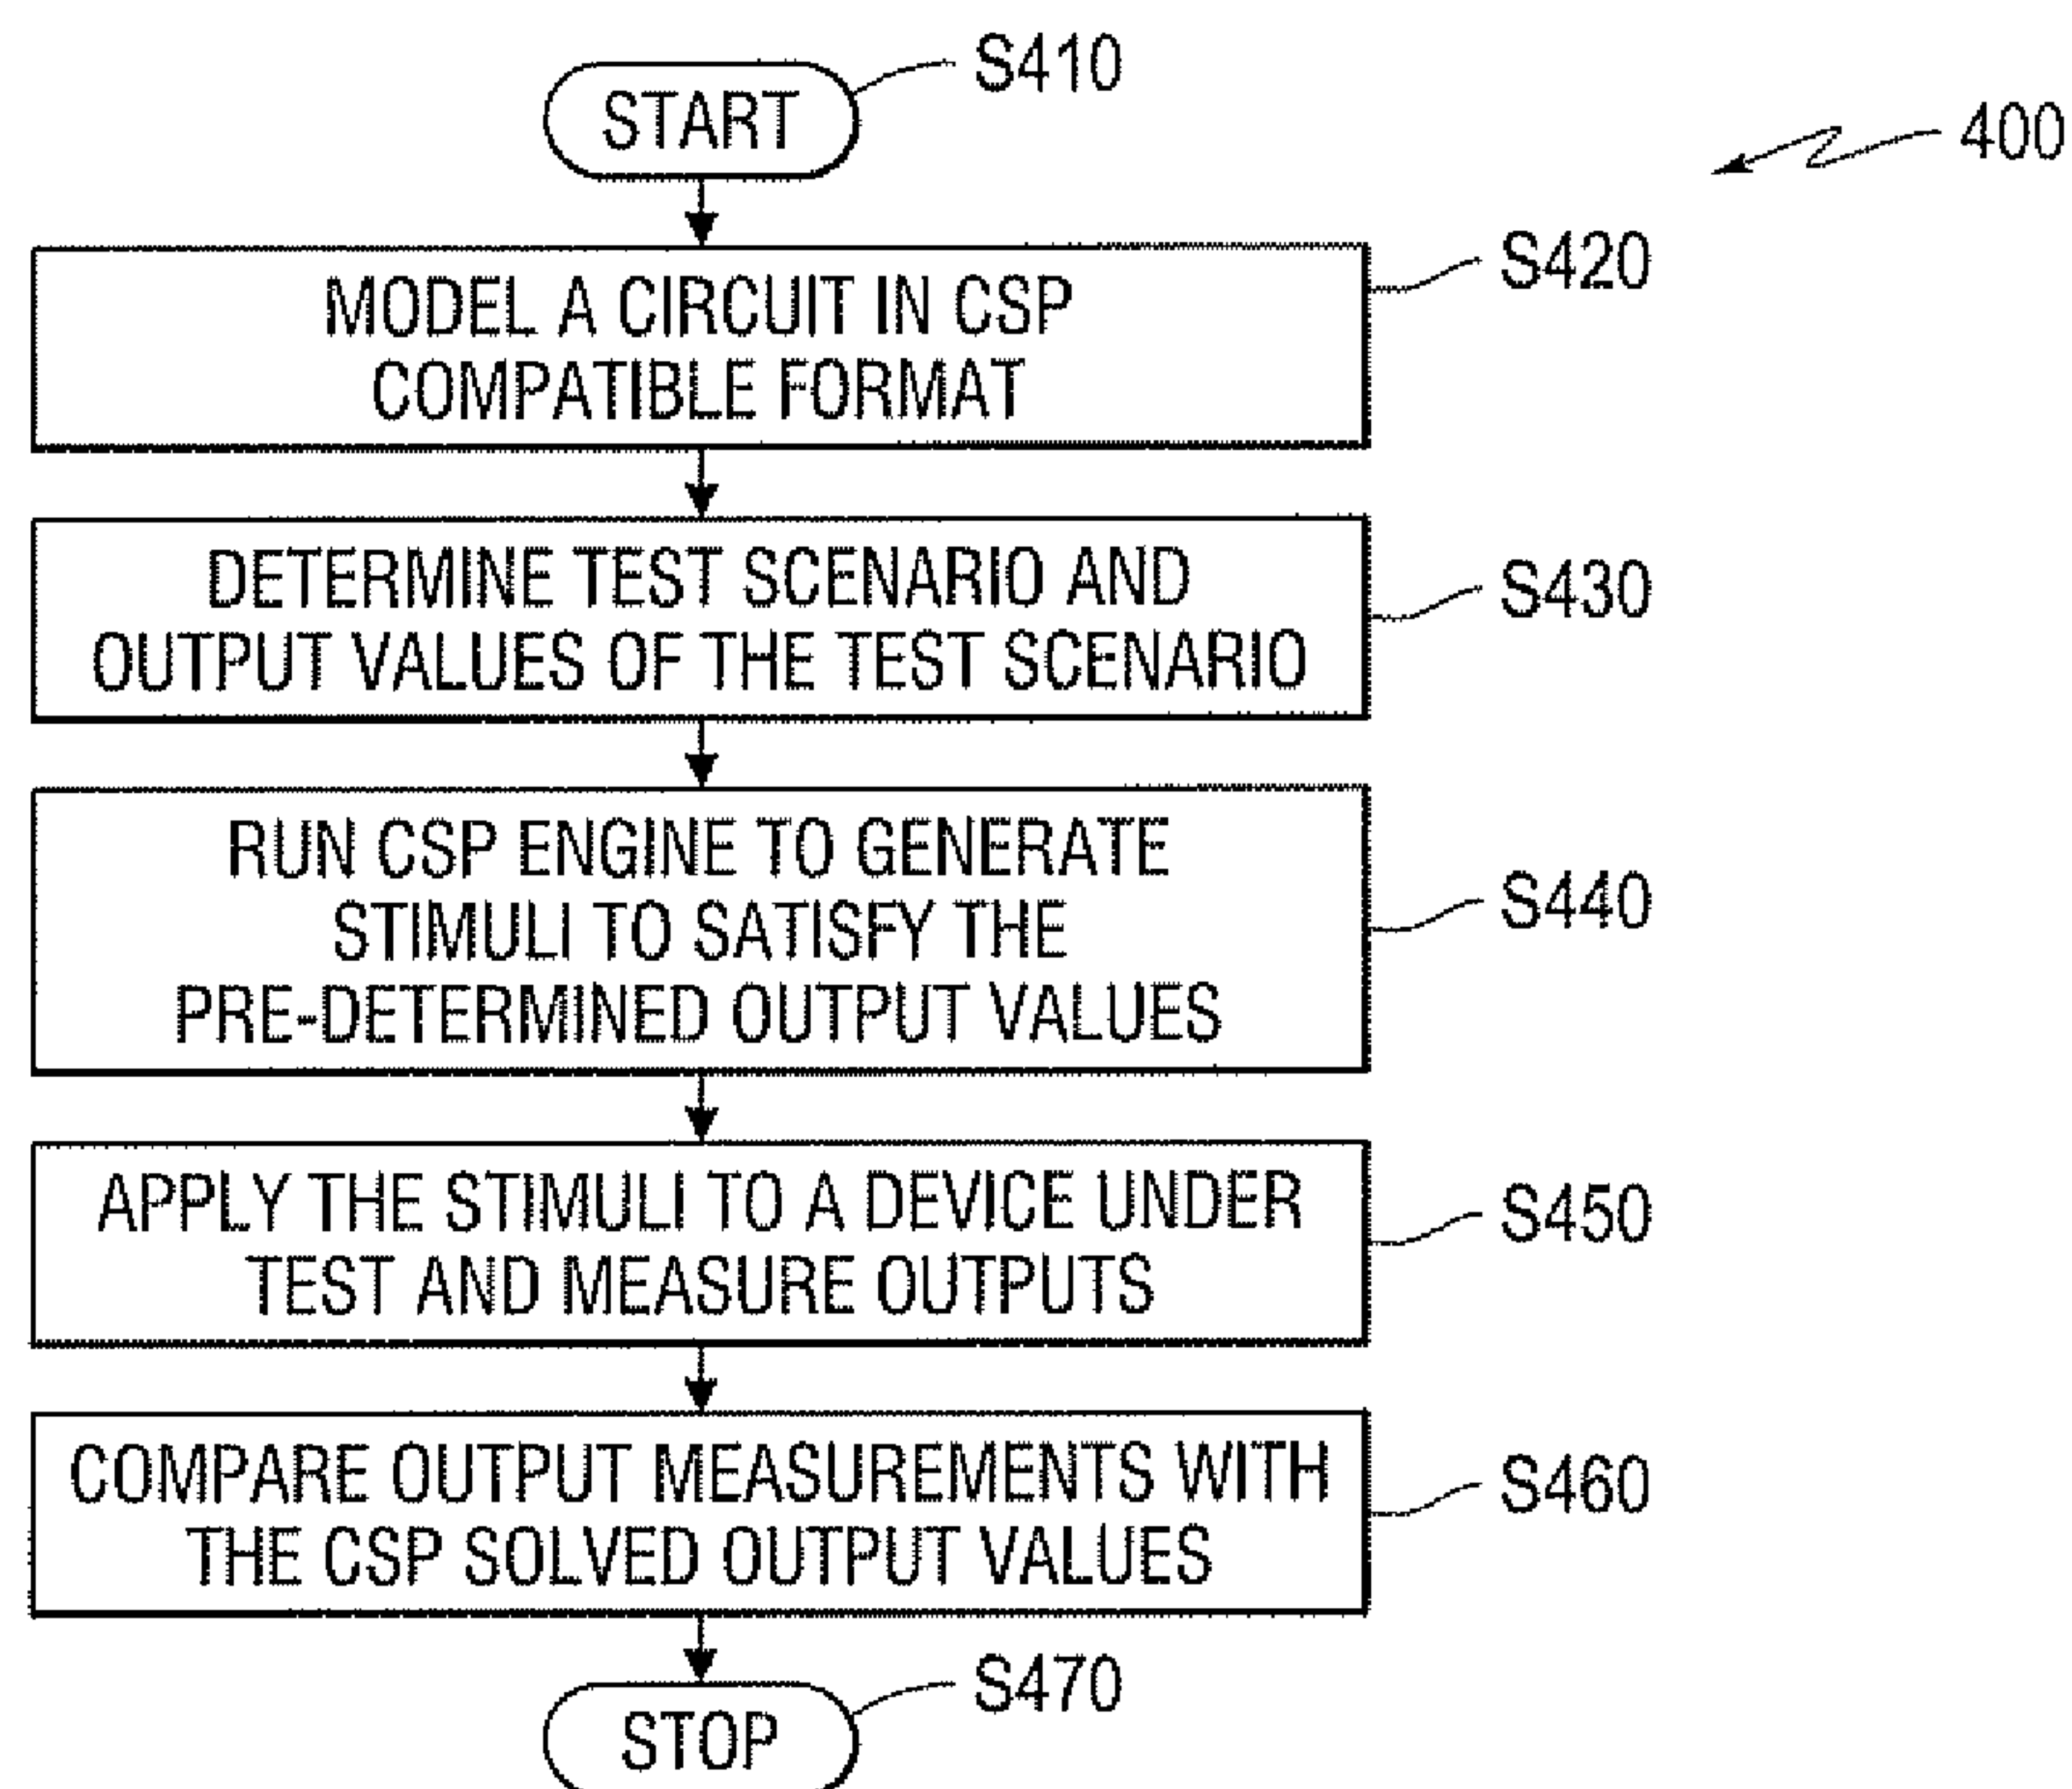 START
S410
400
MODEL A CIRCUIT IN CSP
COMPATIBLE FORMAT
S420
DETERMINE TEST SCENARIO AND
OUTPUT VALUES OF THE TEST SCENARIO
S430
RUN CSP ENGINE TO GENERATE
STIMULI TO SATISFY THE
PRE-DETERMINED OUTPUT VALUES
S440
APPLY THE STIMULI TO A DEVICE UNDER
TEST AND MEASURE OUTPUTS
S450
COMPARE OUTPUT MEASUREMENTS WITH
THE CSP SOLVED OUTPUT VALUES
S460
STOP
S470